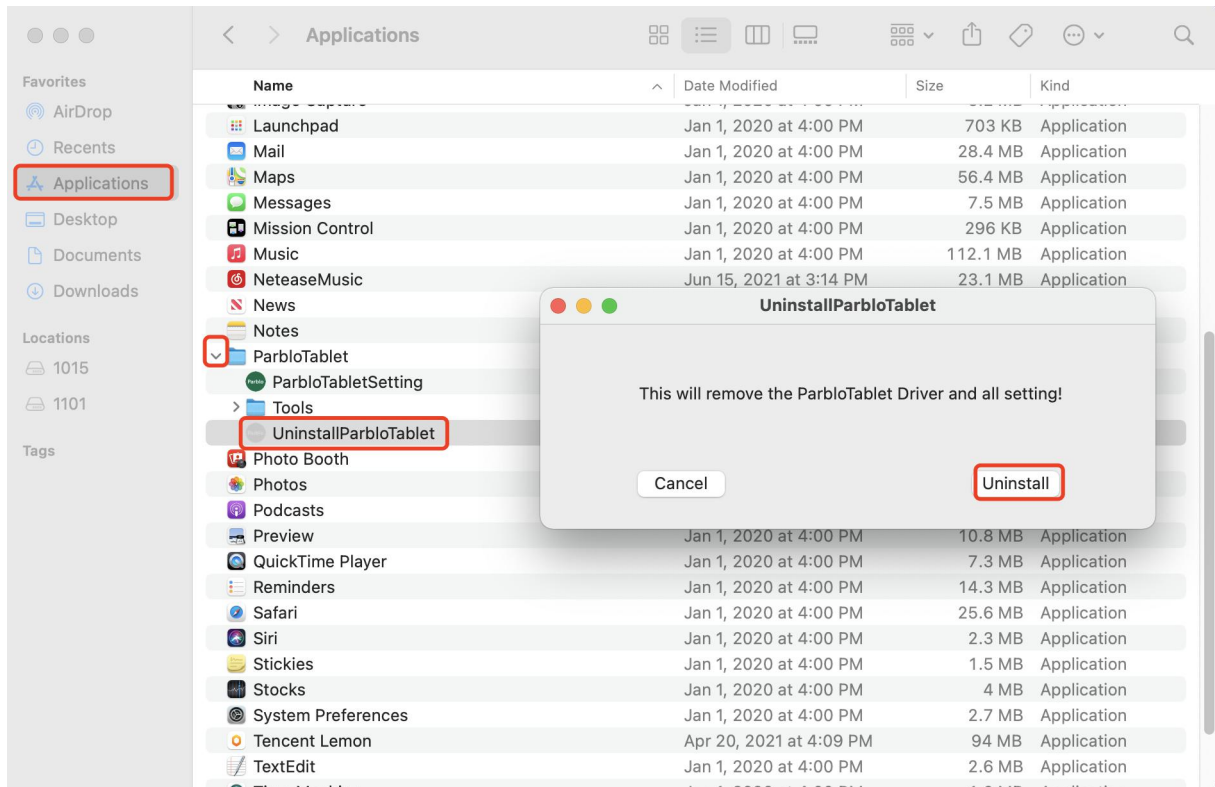 Applications
Favorites
AirDrop
Recents
Applications
Desktop
Documents
Downloads
Locations
1015
1101
Tags
Name Date Modified Size Kind
Launchpad Jan 1, 2020 at 4:00 PM 703 KB Application
Mail Jan 1, 2020 at 4:00 PM 28.4 MB Application
Maps Jan 1, 2020 at 4:00 PM 56.4 MB Application
Messages Jan 1, 2020 at 4:00 PM 7.5 MB Application
Mission Control Jan 1, 2020 at 4:00 PM 296 KB Application
Music Jan 1, 2020 at 4:00 PM 112.1 MB Application
NeteaseMusic Jun 15, 2021 at 3:14 PM 23.1 MB Application
News
Notes
ParbloTablet
ParbloTabletSetting
Tools
UninstallParbloTablet
Photo Booth
Photos
Podcasts
Preview Jan 1, 2020 at 4:00 PM 10.8 MB Application
QuickTime Player Jan 1, 2020 at 4:00 PM 7.3 MB Application
Reminders Jan 1, 2020 at 4:00 PM 14.3 MB Application
Safari Jan 1, 2020 at 4:00 PM 25.6 MB Application
Siri Jan 1, 2020 at 4:00 PM 2.3 MB Application
Stickies Jan 1, 2020 at 4:00 PM 1.5 MB Application
Stocks Jan 1, 2020 at 4:00 PM 4 MB Application
System Preferences Jan 1, 2020 at 4:00 PM 2.7 MB Application
Tencent Lemon Apr 20, 2021 at 4:09 PM 94 MB Application
TextEdit Jan 1, 2020 at 4:00 PM 2.6 MB Application
UninstallParbloTablet
This will remove the ParbloTablet Driver and all setting!
Cancel Uninstall